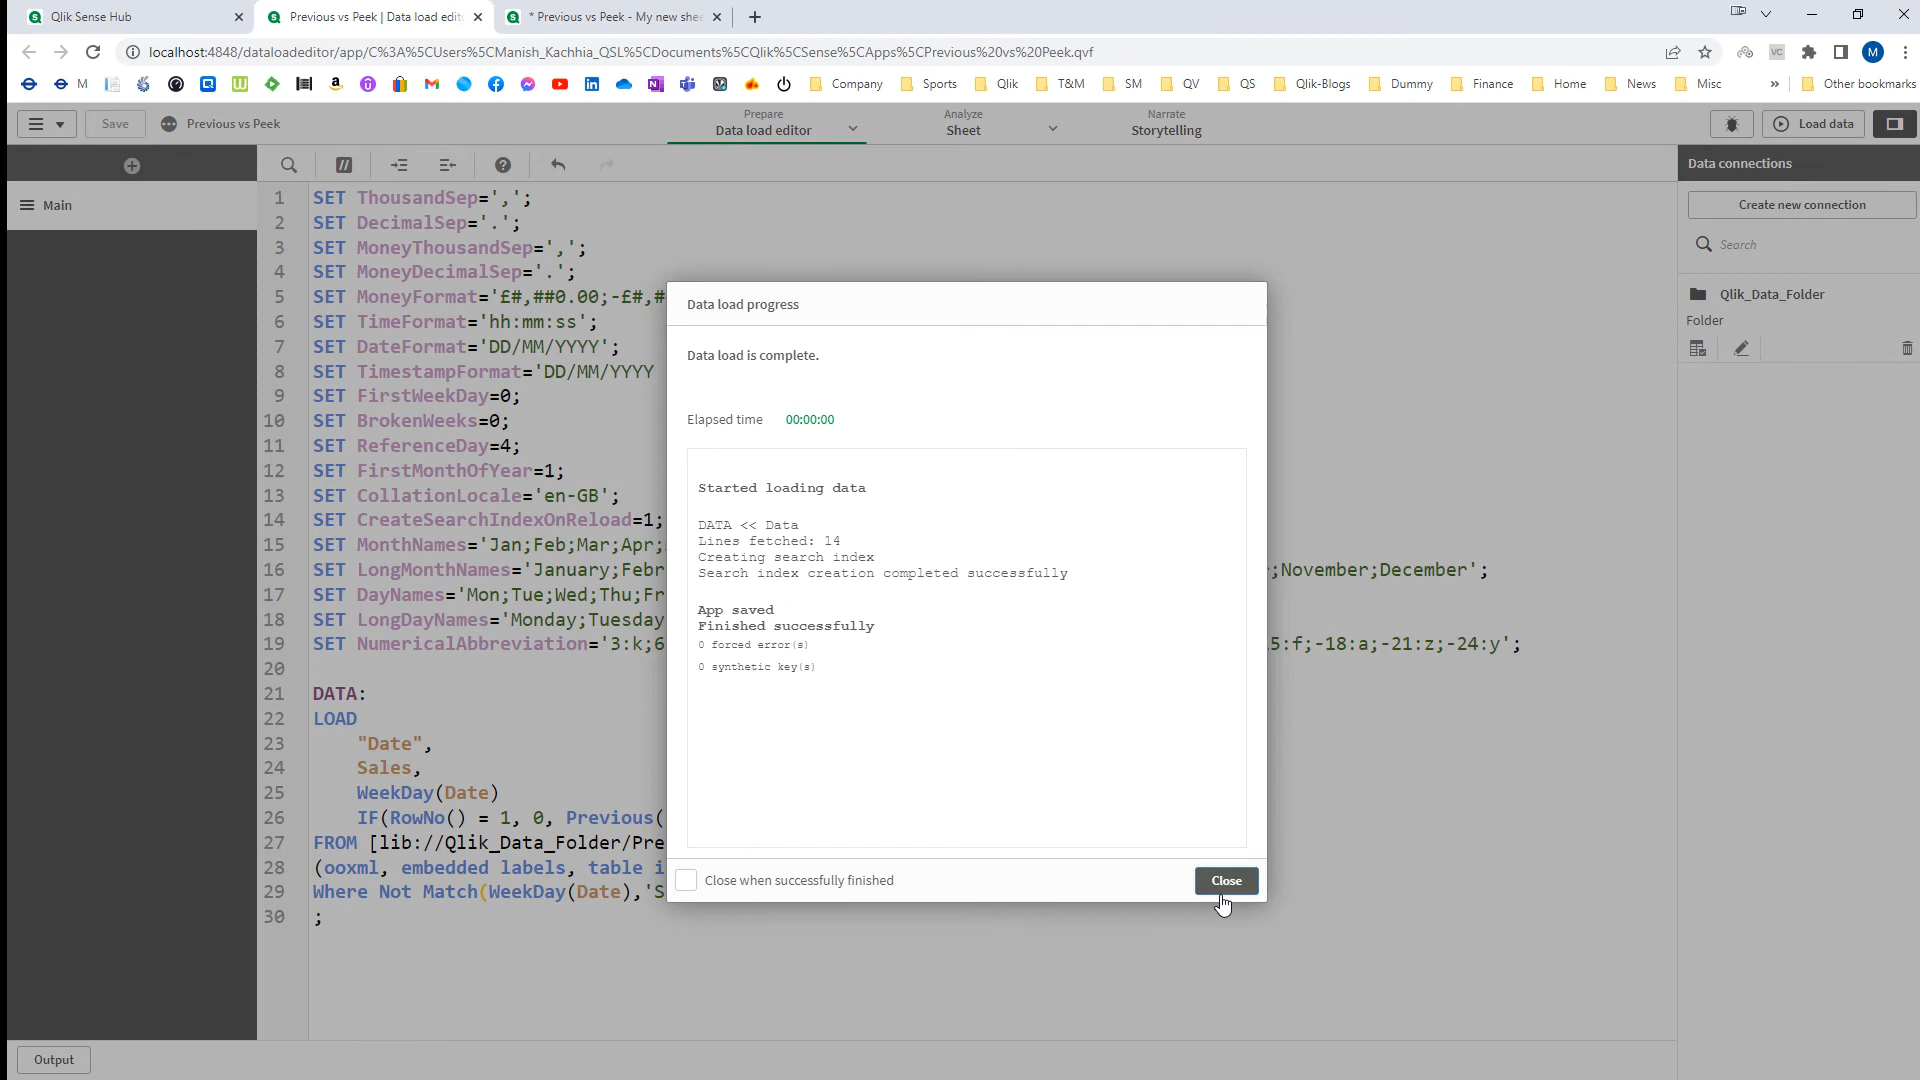 Qlik Sense Hub
Previous vs Peek | Data load edit
* Previous vs Peek - My new shee
localhost:4848/dataloadeditor/app/C%3A%5CUsers%5CManish_Kachhia_QSL%5CDocuments%5CQlik%5CSense%5CApps%5CPrevious%20vs%20Peek.qvf
M
M Company Sports Qlik T&M SM QV QS Qlik-Blogs Dummy Finance Home News Misc » Other bookmarks
Save Previous vs Peek
Prepare
Data load editor
Analyze
Sheet
Narrate
Storytelling
Load data
Main
Data connections
Create new connection
Search
Qlik_Data_Folder
Folder
1 SET ThousandSep=',';
2 SET DecimalSep='.';
3 SET MoneyThousandSep=',';
4 SET MoneyDecimalSep='.';
5 SET MoneyFormat='£#,##0.00;-£#,#
6 SET TimeFormat='hh:mm:ss';
7 SET DateFormat='DD/MM/YYYY';
8 SET TimestampFormat='DD/MM/YYYY
9 SET FirstWeekDay=0;
10 SET BrokenWeeks=0;
11 SET ReferenceDay=4;
12 SET FirstMonthOfYear=1;
13 SET CollationLocale='en-GB';
14 SET CreateSearchIndexOnReload=1;
15 SET MonthNames='Jan;Feb;Mar;Apr;
16 SET LongMonthNames='January;Febr ;November;December';
17 SET DayNames='Mon;Tue;Wed;Thu;Fr
18 SET LongDayNames='Monday;Tuesday
19 SET NumericalAbbreviation='3:k;6 5:f;-18:a;-21:z;-24:y';
20
21 DATA:
22 LOAD
23 "Date",
24 Sales,
25 WeekDay(Date)
26 IF(RowNo() = 1, 0, Previous(
27 FROM [lib://Qlik_Data_Folder/Pre
28 (ooxml, embedded labels, table i
29 Where Not Match(WeekDay(Date),'S
30 ;
Data load progress
Data load is complete.
Elapsed time 00:00:00
Started loading data
DATA << Data
Lines fetched: 14
Creating search index
Search index creation completed successfully
App saved
Finished successfully
0 forced error(s)
0 synthetic key(s)
Close when successfully finished
Close
Output